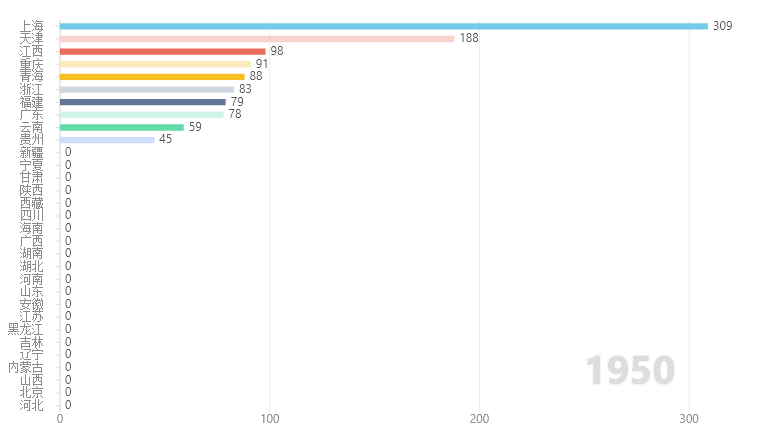 上海 309
天津 188
江西 98
重庆 91
青海 88
浙江 83
福建 79
广东 78
云南 59
贵州 45
新疆 0
宁夏 0
甘肃 0
陕西 0
西藏 0
四川 0
海南 0
广西 0
湖南 0
湖北 0
河南 0
山东 0
安徽 0
江苏 0
黑龙江 0
吉林 0
辽宁 0
内蒙古 0
山西 0
北京 0
河北 0
1950
0 100 200 300